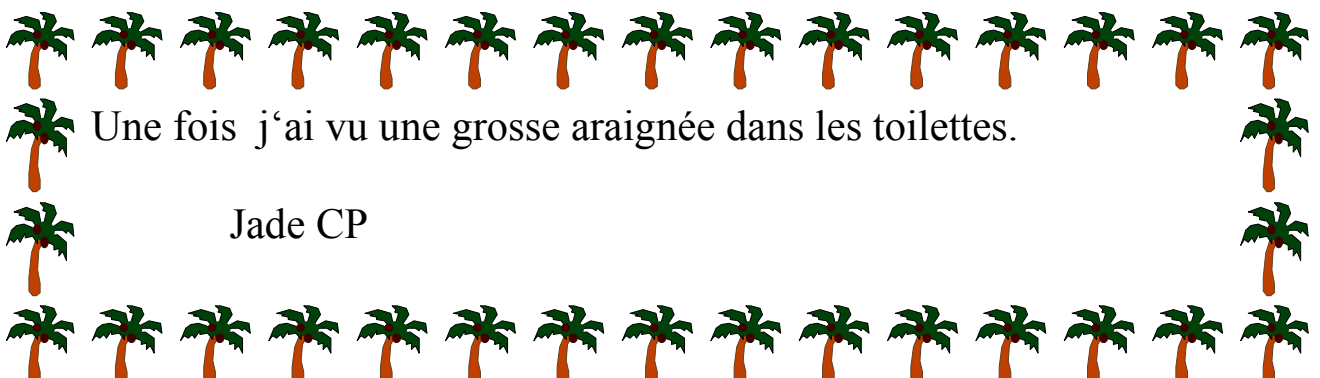 Une fois  j‘ai vu une grosse araignée dans les toilettes.
Jade CP